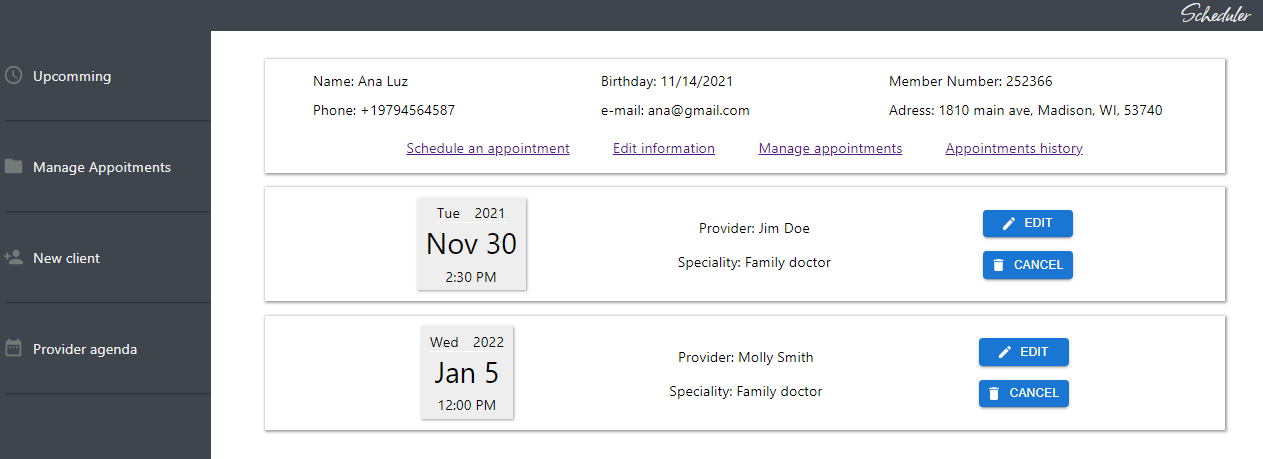 Scheduler
Upcomming
Manage Appoitments
New client
Provider agenda
Name: Ana Luz Birthday: 11/14/2021 Member Number: 252366
Phone: +19794564587 e-mail: ana@gmail.com Adress: 1810 main ave, Madison, WI, 53740
Schedule an appointment Edit information Manage appointments Appointments history
Tue 2021
Nov 30
2:30 PM
Provider: Jim Doe
Speciality: Family doctor
EDIT
CANCEL
Wed 2022
Jan 5
12:00 PM
Provider: Molly Smith
Speciality: Family doctor
EDIT
CANCEL